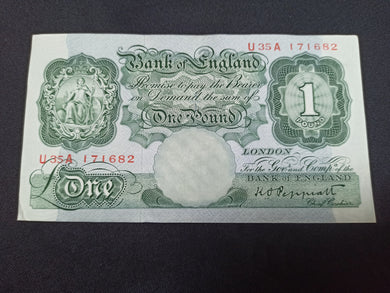 U35A 171682
Bank of England
Promise to pay the Bearer
on Demand the sum of
One Pound
1
POUND
LONDON
U35A 171682
For the Gov.r and Comp.a of the
BANK OF ENGLAND
One
K O Peppiatt
Chief Cashier